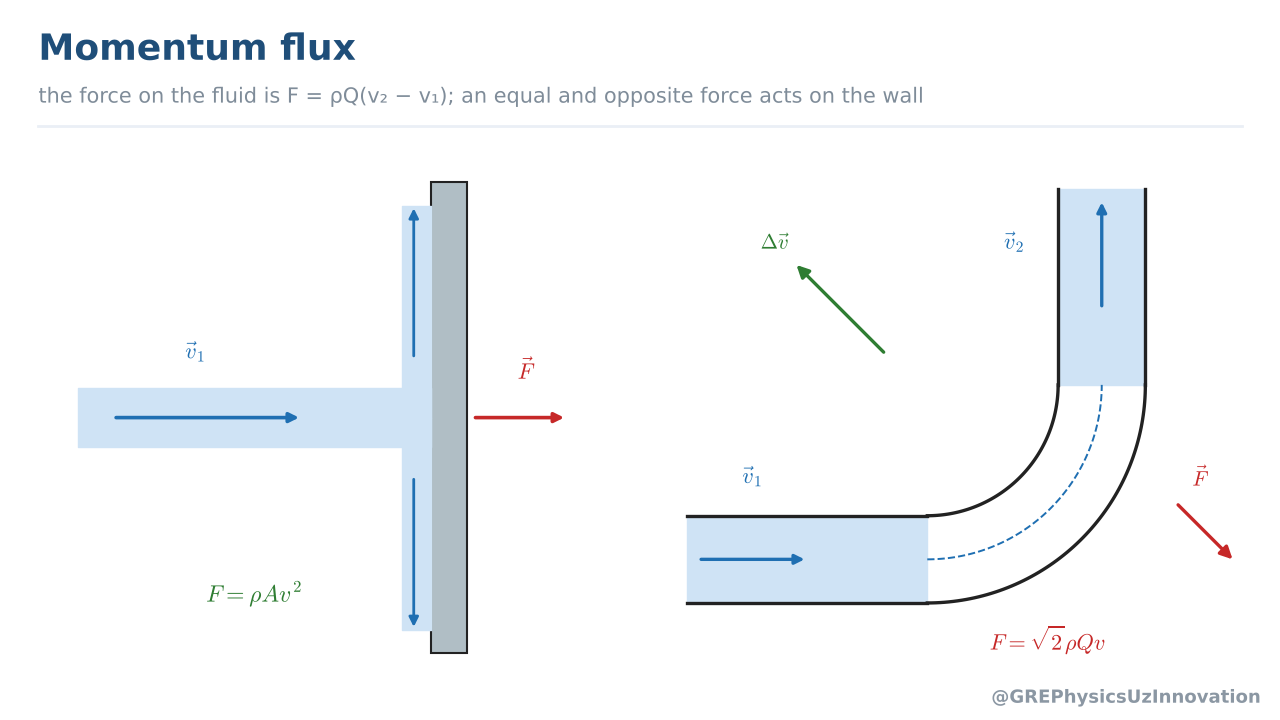 Momentum flux
the force on the fluid is F = ρQ(v₂ − v₁); an equal and opposite force acts on the wall
Δv⃗
v⃗₂
v⃗₁
F⃗
v⃗₁
F⃗
F = ρAv²
F = √2 ρQv
@GREPhysicsUzInnovation